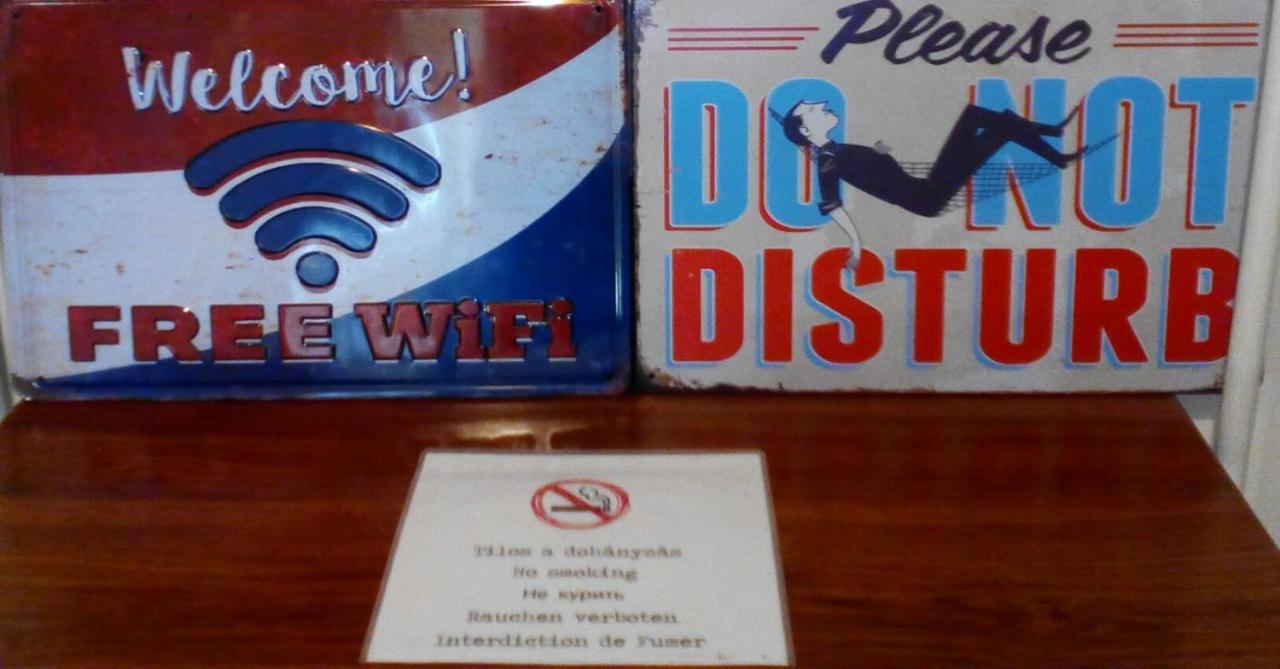 Welcome!
FREE WiFi
Please
DO NOT
DISTURB
Tilos a dohányzás
No smoking
Не курить
Rauchen verboten
Interdiction de Fumer